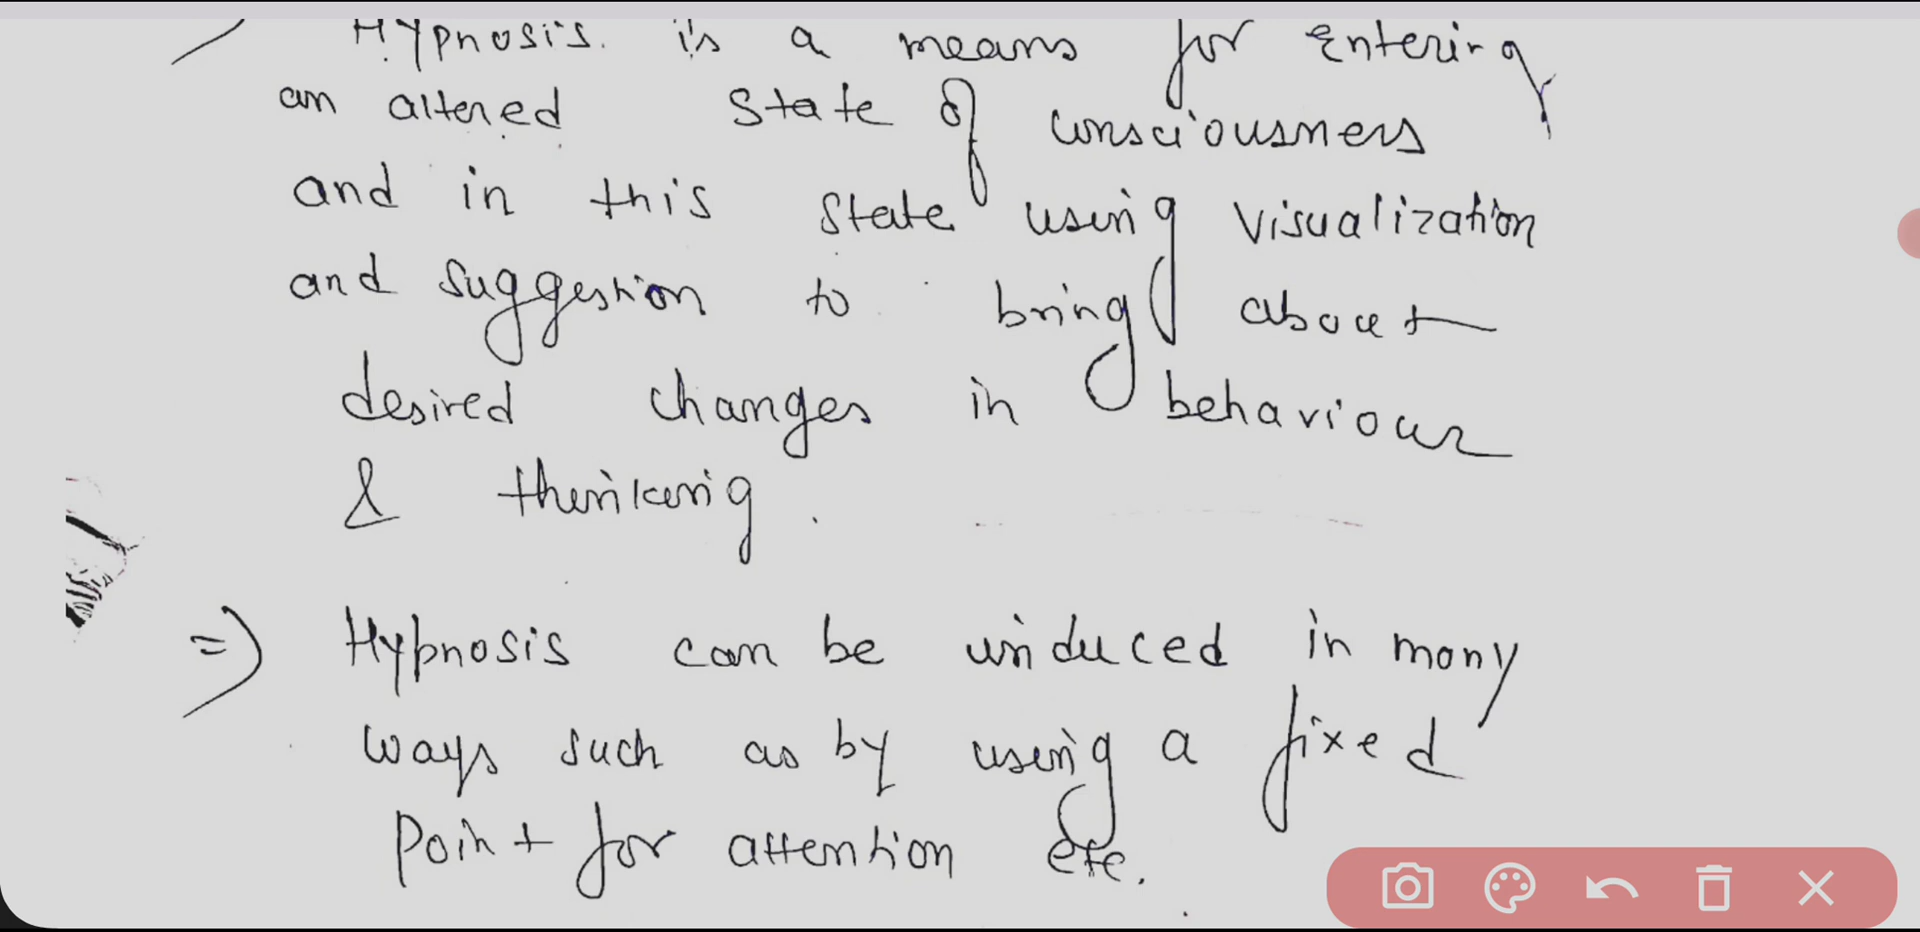 Hypnosis. is a means for Entering
an altered State of consciousness
and in this State using visualization
and suggestion to bring about
desired changes in behaviour
& thinking.
=> Hypnosis can be induced in many
ways such as by using a fixed
Point for attention etc.